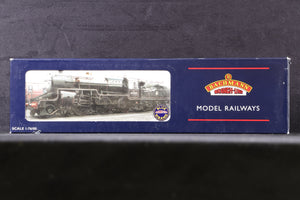 BACHMANN
BRANCH-LINE
MODEL RAILWAYS
SCALE 1:76/00